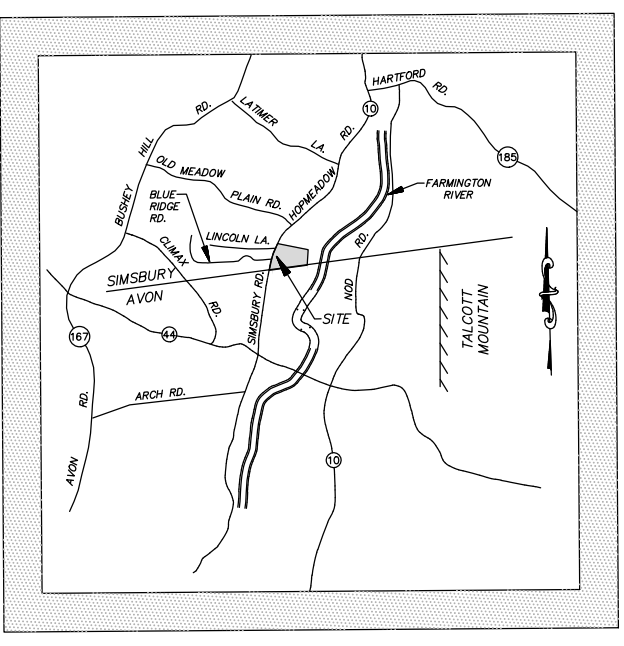 HARTFORD RD.
10
LATIMER LA.
RD.
185
BUSHEY HILL RD.
OLD MEADOW PLAIN RD.
HOPMEADOW RD.
FARMINGTON
RIVER
BLUE
RIDGE
RD.
LINCOLN LA.
CLIMAX RD.
SIMSBURY
AVON
SIMSBURY RD.
SITE
NOD RD.
TALCOTT
MOUNTAIN
167
44
ARCH RD.
AVON RD.
10